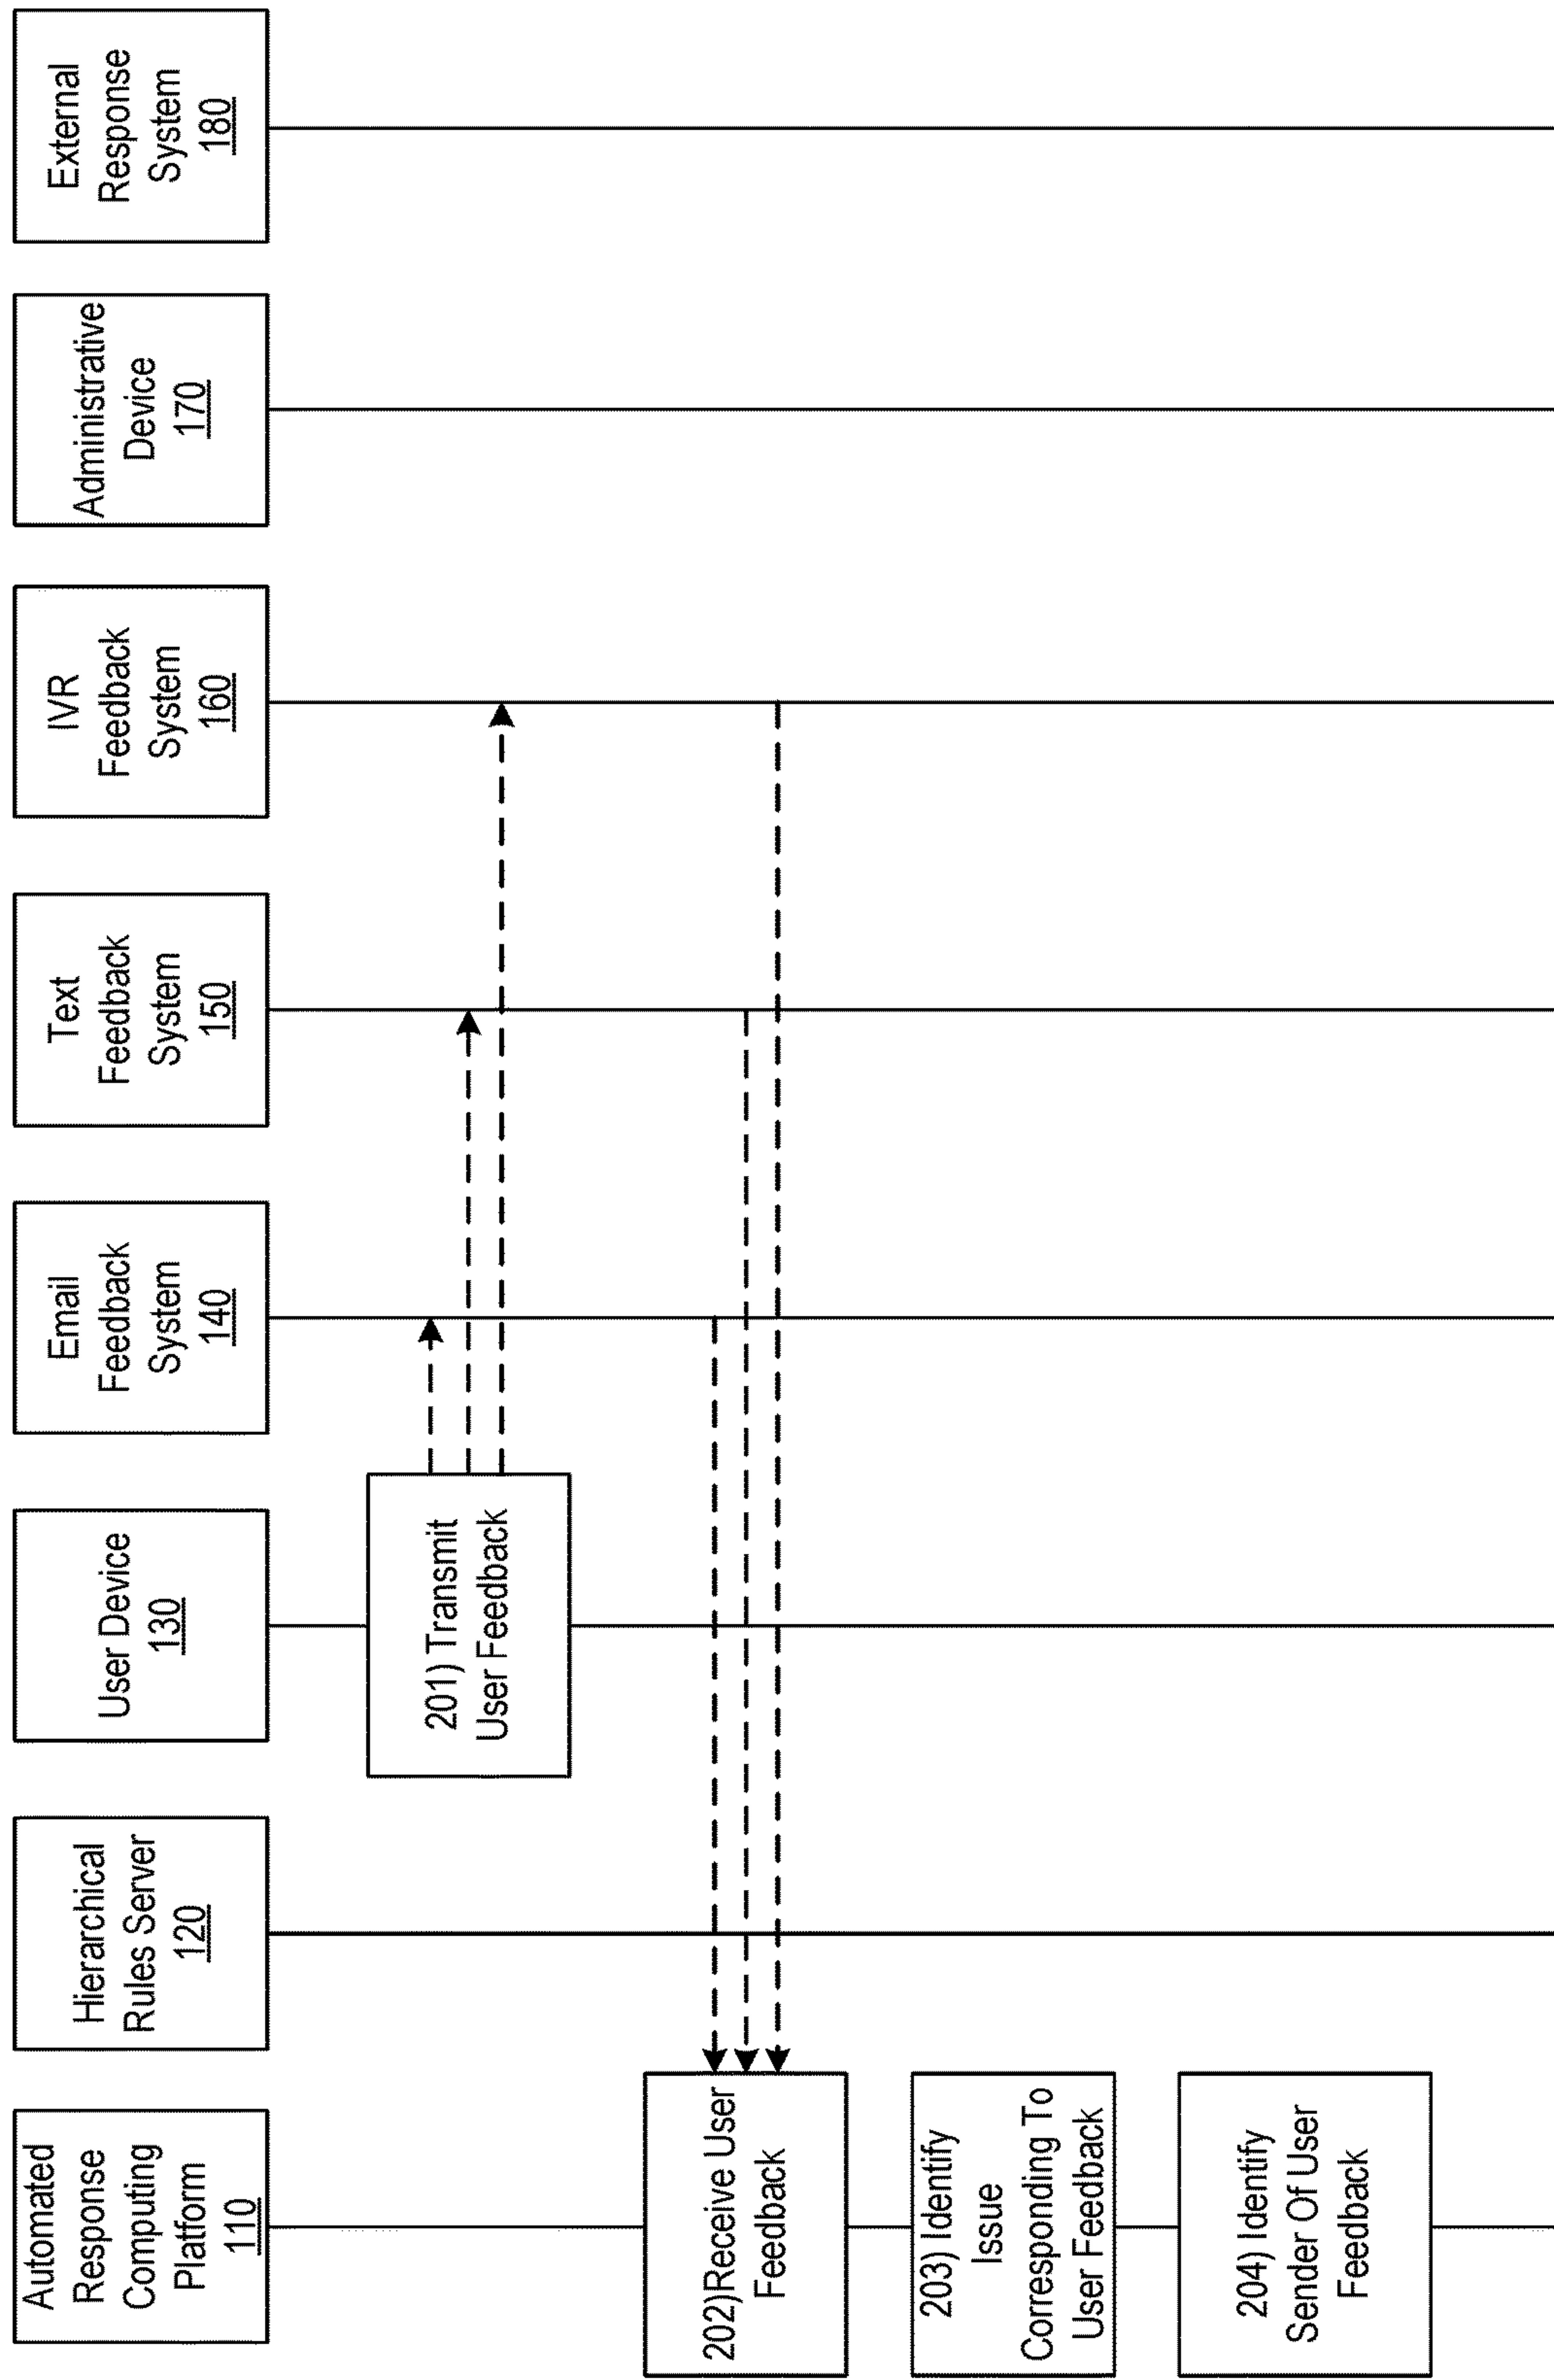 Automated
Response
Computing
Platform
110
Hierarchical
Rules Server
120
User Device
130
Email
Feedback
System
140
Text
Feedback
System
150
IVR
Feedback
System
160
Administrative
Device
170
External
Response
System
180
201) Transmit
User Feedback
202)Receive User
Feedback
203) Identify
Issue
Corresponding To
User Feedback
204) Identify
Sender Of User
Feedback